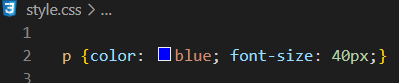 style.css > ...
1
2 p {color: blue; font-size: 40px;}